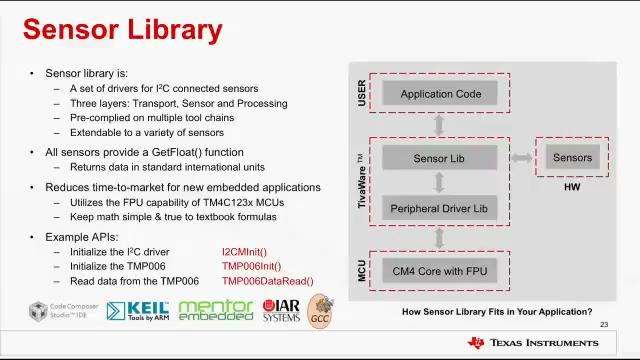 Sensor Library
• Sensor library is:
– A set of drivers for I²C connected sensors
– Three layers: Transport, Sensor and Processing
– Pre-complied on multiple tool chains
– Extendable to a variety of sensors
• All sensors provide a GetFloat() function
– Returns data in standard international units
• Reduces time-to-market for new embedded applications
– Utilizes the FPU capability of TM4C123x MCUs
– Keep math simple & true to textbook formulas
• Example APIs:
– Initialize the I²C driver I2CMInit()
– Initialize the TMP006 TMP006Init()
– Read data from the TMP006 TMP006DataRead()
Code Composer
Studio™ IDE
KEIL™
Tools by ARM
mentor
embedded
IAR
SYSTEMS
GCC
USER
Application Code
TivaWare™
Sensor Lib
Peripheral Driver Lib
Sensors
HW
MCU
CM4 Core with FPU
How Sensor Library Fits in Your Application?
23
TEXAS INSTRUMENTS